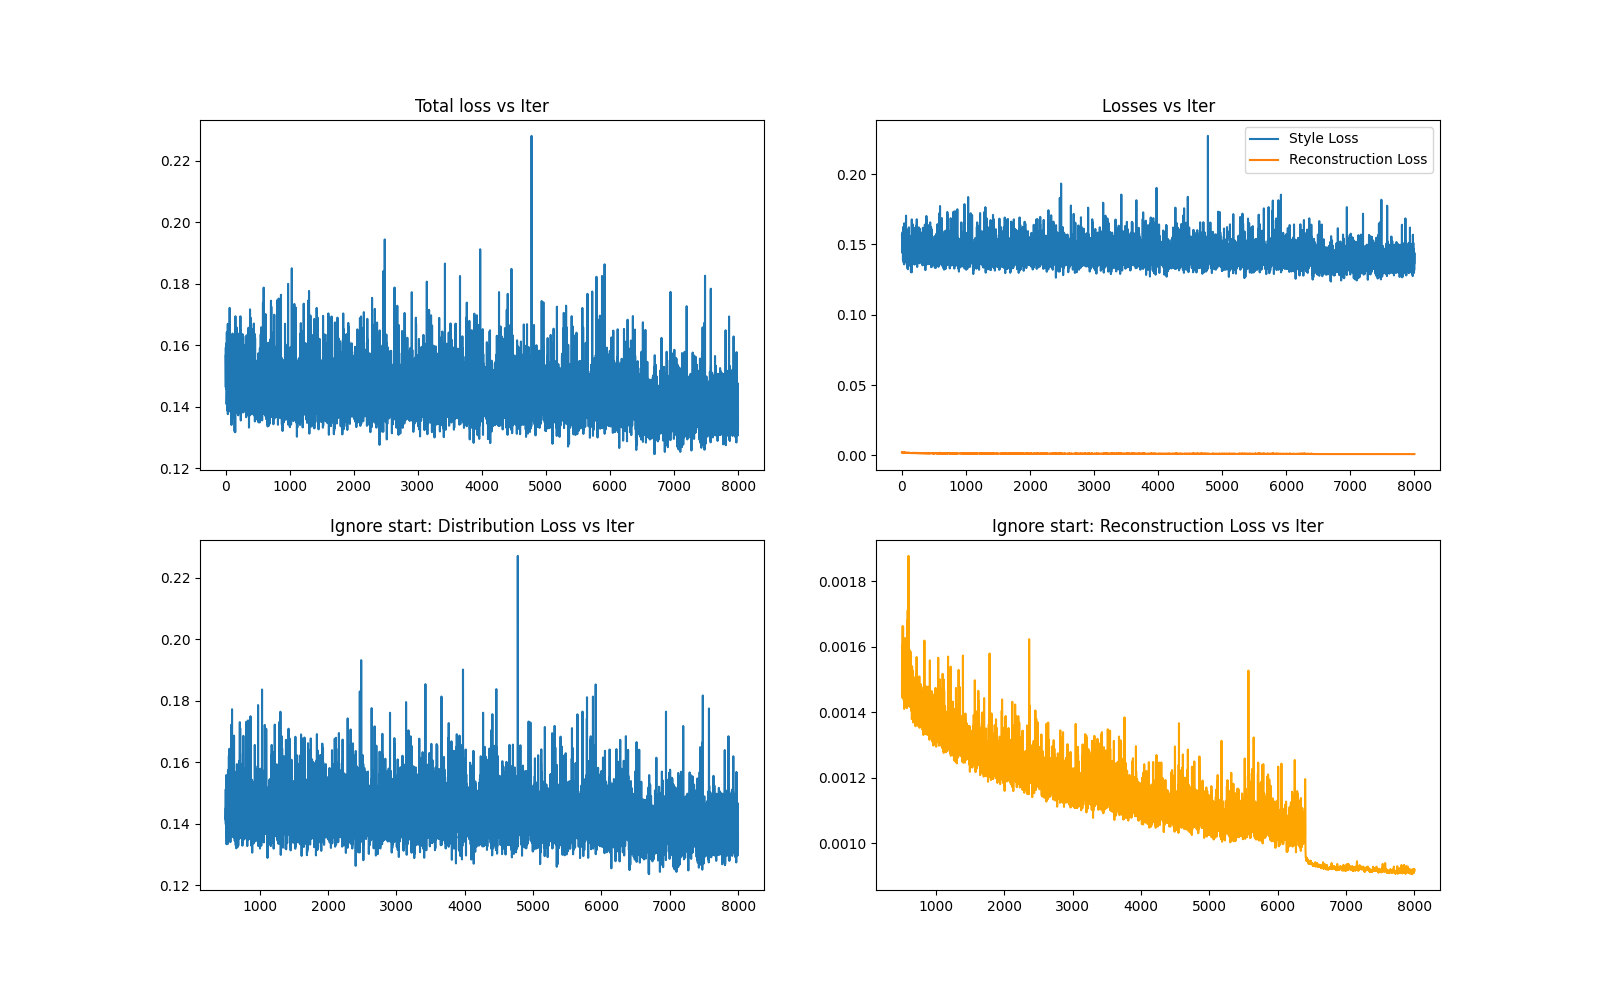 Total loss vs Iter
0.22
0.20
0.18
0.16
0.14
0.12
0 1000 2000 3000 4000 5000 6000 7000 8000
Losses vs Iter
Style Loss
Reconstruction Loss
0.20
0.15
0.10
0.05
0.00
0 1000 2000 3000 4000 5000 6000 7000 8000
Ignore start: Distribution Loss vs Iter
0.22
0.20
0.18
0.16
0.14
0.12
1000 2000 3000 4000 5000 6000 7000 8000
Ignore start: Reconstruction Loss vs Iter
0.0018
0.0016
0.0014
0.0012
0.0010
1000 2000 3000 4000 5000 6000 7000 8000